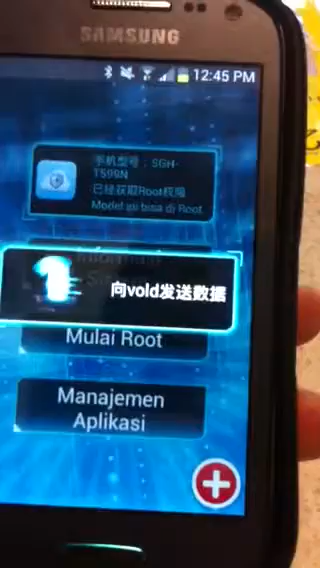 SAMSUNG
12:45 PM
手机型号：SGH-
T599N
已经获取Root权限
Model ini bisa di Root
向vold发送数据
Mulai Root
Manajemen
Aplikasi